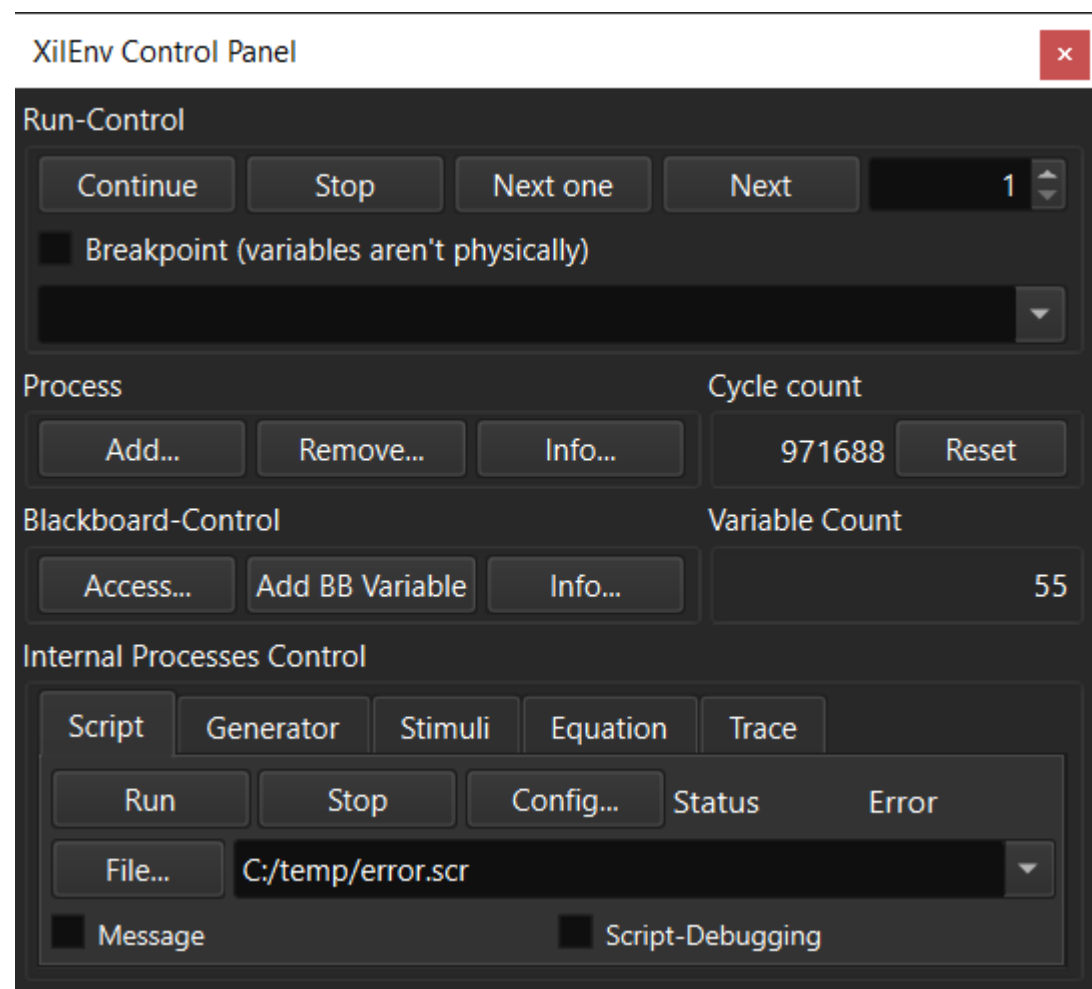 XilEnv Control Panel
Run-Control
Continue Stop Next one Next 1
Breakpoint (variables aren't physically)
Process Cycle count
Add... Remove... Info... 971688 Reset
Blackboard-Control Variable Count
Access... Add BB Variable Info... 55
Internal Processes Control
Script Generator Stimuli Equation Trace
Run Stop Config... Status Error
File... C:/temp/error.scr
Message Script-Debugging